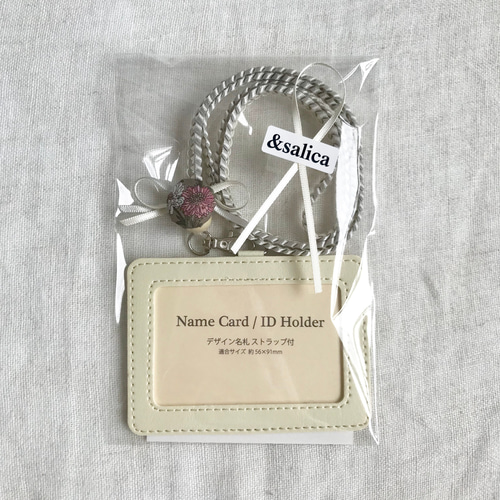 &salica
Name Card / ID Holder
デザイン名札 ストラップ付
適合サイズ 約56×91mm